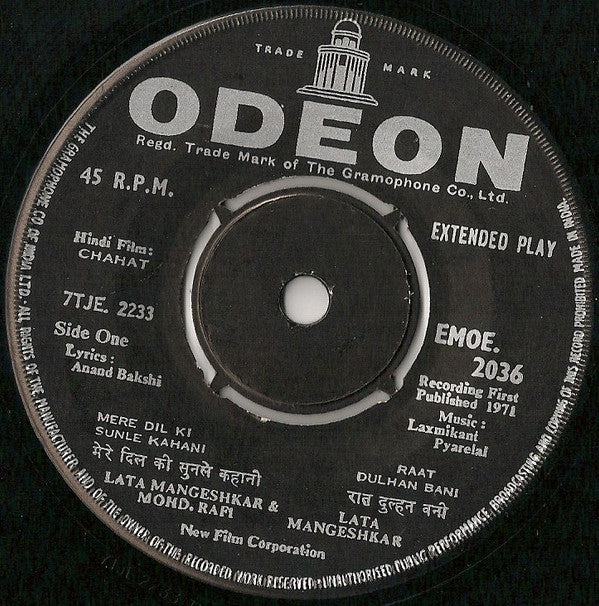 TRADE MARK
ODEON
Regd. Trade Mark of The Gramophone Co., Ltd.
45 R.P.M.
EXTENDED PLAY
Hindi Film:
CHAHAT
7TJE. 2233
Side One
Lyrics:
Anand Bakshi
EMOE.
2036
Recording First
Published 1971
Music:
Laxmikant
Pyarelal
MERE DIL KI
SUNLE KAHANI
मेरे दिल की सुनले कहानी
LATA MANGESHKAR &
MOHD. RAFI
RAAT
DULHAN BANI
रात दुल्हन बनी
LATA
MANGESHKAR
New Film Corporation
THE GRAMOPHONE CO. OF INDIA LTD. ALL RIGHTS OF THE MANUFACTURER AND OF THE OWNER OF THE RECORDED WORK RESERVED. UNAUTHORISED PUBLIC PERFORMANCE, BROADCASTING AND COPYING OF THIS RECORD PROHIBITED. MADE IN INDIA.